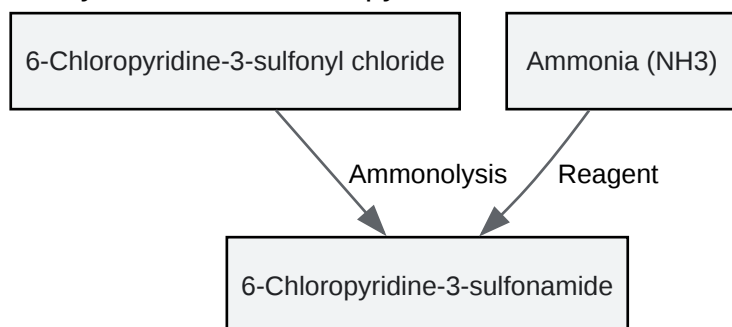 6-Chloropyridine-3-sulfonyl chloride
Ammonia (NH3)
Ammonolysis
Reagent
6-Chloropyridine-3-sulfonamide